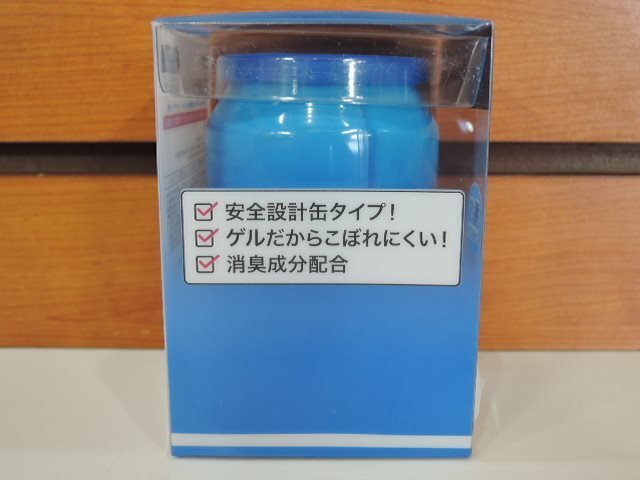 安全設計缶タイプ！
ゲルだからこぼれにくい！
消臭成分配合